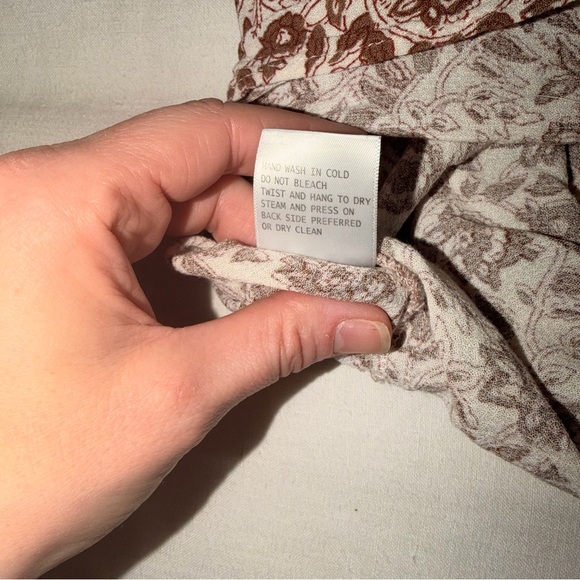 HAND WASH IN COLD
DO NOT BLEACH
TWIST AND HANG TO DRY
STEAM AND PRESS ON
BACK SIDE PREFERRED
OR DRY CLEAN